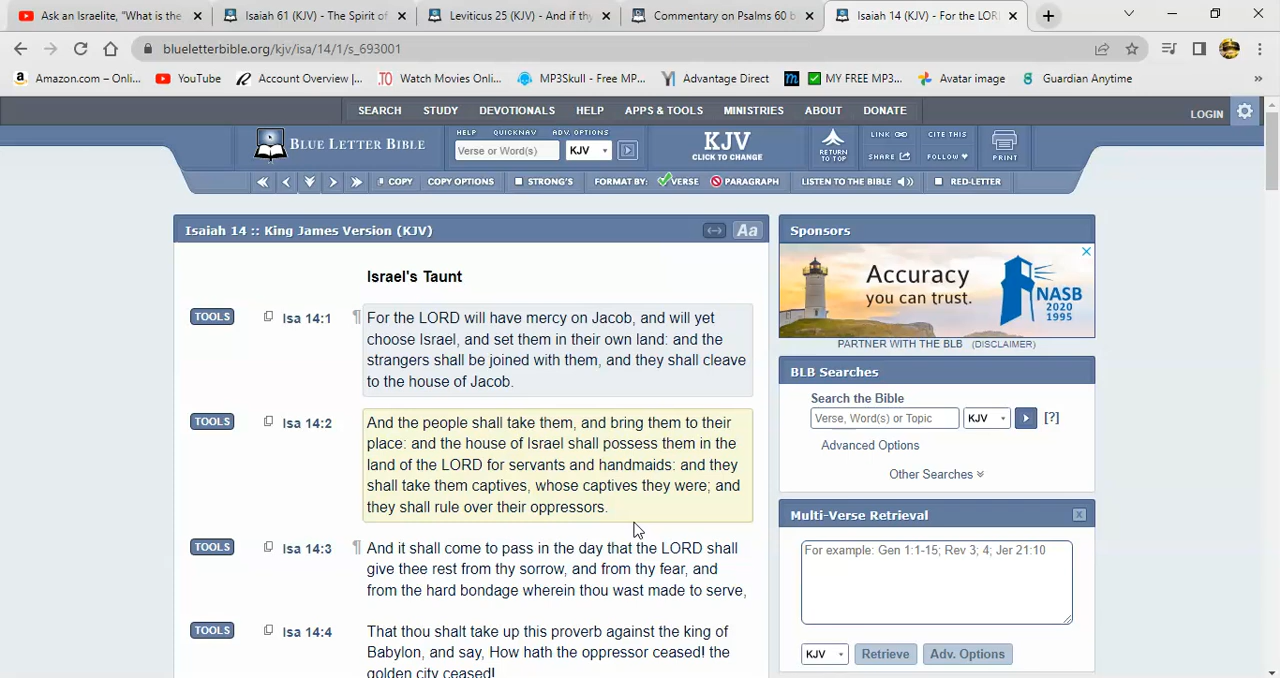 Ask an Israelite, "What is the
Isaiah 61 (KJV) - The Spirit of
Leviticus 25 (KJV) - And if thy
Commentary on Psalms 60 b
Isaiah 14 (KJV) - For the LOR
blueletterbible.org/kjv/isa/14/1/s_693001
Amazon.com – Onli...
YouTube
Account Overview |...
Watch Movies Onlin...
MP3Skull - Free MP...
Advantage Direct
MY FREE MP3...
Avatar image
Guardian Anytime
»
SEARCH STUDY DEVOTIONALS HELP APPS & TOOLS MINISTRIES ABOUT DONATE
LOGIN
BLUE LETTER BIBLE
HELP QUICKNAV ADV. OPTIONS
Verse or Word(s) KJV
KJV
CLICK TO CHANGE
RETURN
TO TOP
LINK CITE THIS
SHARE FOLLOW
PRINT
COPY COPY OPTIONS STRONG'S FORMAT BY: VERSE PARAGRAPH LISTEN TO THE BIBLE RED-LETTER
Isaiah 14 :: King James Version (KJV)
Aa
Israel's Taunt
TOOLS Isa 14:1 ¶ For the LORD will have mercy on Jacob, and will yet
choose Israel, and set them in their own land: and the
strangers shall be joined with them, and they shall cleave
to the house of Jacob.
TOOLS Isa 14:2 And the people shall take them, and bring them to their
place: and the house of Israel shall possess them in the
land of the LORD for servants and handmaids: and they
shall take them captives, whose captives they were; and
they shall rule over their oppressors.
TOOLS Isa 14:3 ¶ And it shall come to pass in the day that the LORD shall
give thee rest from thy sorrow, and from thy fear, and
from the hard bondage wherein thou wast made to serve,
TOOLS Isa 14:4 That thou shalt take up this proverb against the king of
Babylon, and say, How hath the oppressor ceased! the
golden city ceased!
Sponsors
Accuracy
you can trust.
NASB
2020
1995
PARTNER WITH THE BLB (DISCLAIMER)
BLB Searches
Search the Bible
Verse, Word(s) or Topic KJV [?]
Advanced Options
Other Searches
Multi-Verse Retrieval x
For example: Gen 1:1-15; Rev 3; 4; Jer 21:10
KJV Retrieve Adv. Options